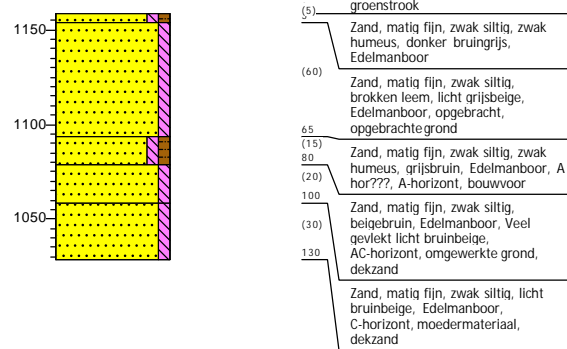 groenstrook
(5)
5
Zand, matig fijn, zwak siltig, zwak
humeus, donker bruingrijs,
Edelmanboor
(60)
Zand, matig fijn, zwak siltig,
brokken leem, licht grijsbeige,
Edelmanboor, opgebracht,
opgebrachte grond
65
(15)
Zand, matig fijn, zwak siltig, zwak
humeus, grijsbruin, Edelmanboor, A
hor???, A-horizont, bouwvoor
80
(20)
100
Zand, matig fijn, zwak siltig,
beigebruin, Edelmanboor, Veel
gevlekt licht bruinbeige,
AC-horizont, omgewerkte grond,
dekzand
(30)
130
Zand, matig fijn, zwak siltig, licht
bruinbeige, Edelmanboor,
C-horizont, moedermateriaal,
dekzand
1150
1100
1050